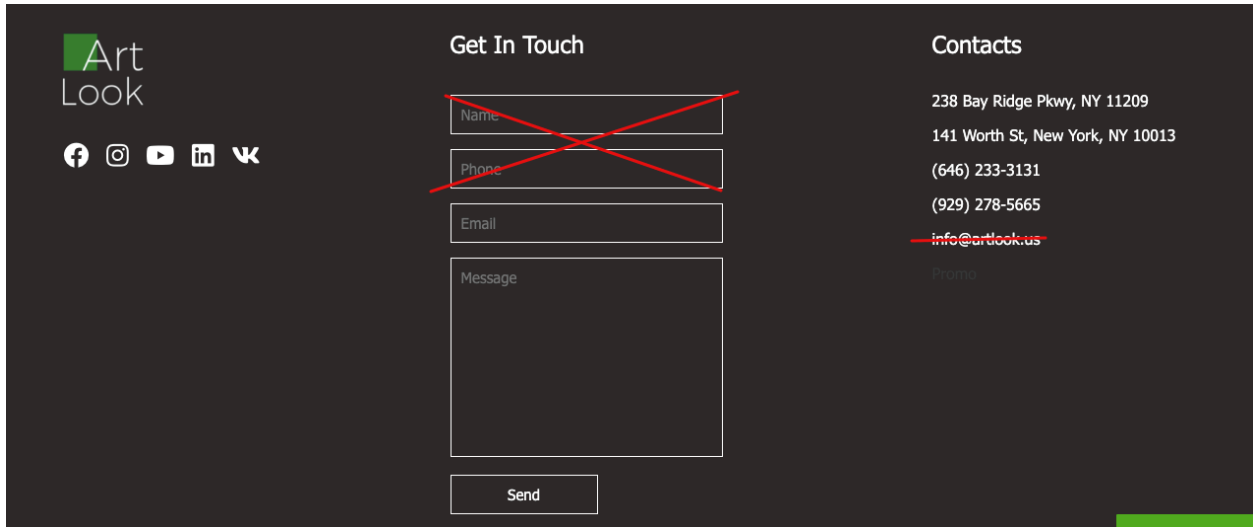 Art
Look
Get In Touch
Name
Phone
Email
Message
Send
Contacts
238 Bay Ridge Pkwy, NY 11209
141 Worth St, New York, NY 10013
(646) 233-3131
(929) 278-5665
info@artlook.us
Promo